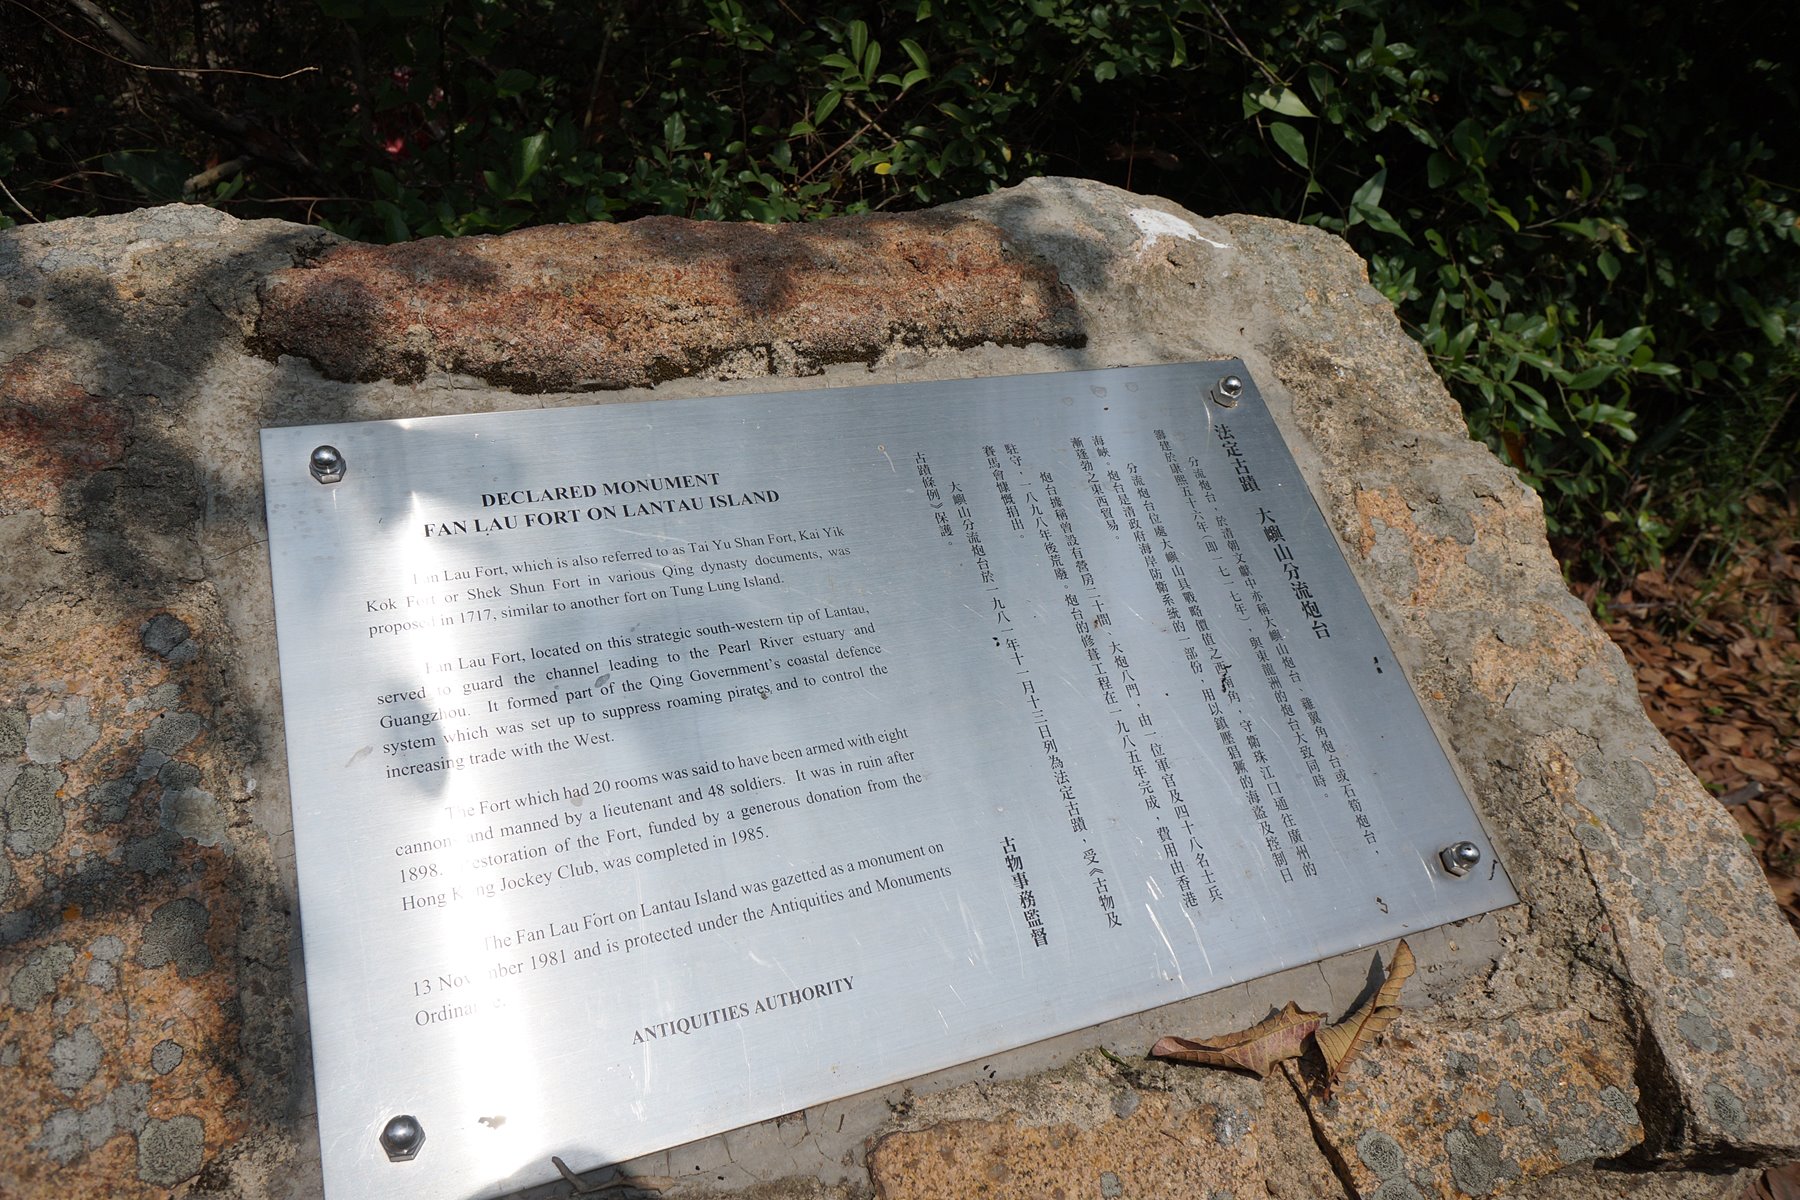 DECLARED MONUMENT
FAN LAU FORT ON LANTAU ISLAND
Fan Lau Fort, which is also referred to as Tai Yu Shan Fort, Kai Yik
Kok Fort or Shek Shun Fort in various Qing dynasty documents, was
proposed in 1717, similar to another fort on Tung Lung Island.
Fan Lau Fort, located on this strategic south-western tip of Lantau,
served to guard the channel leading to the Pearl River estuary and
Guangzhou. It formed part of the Qing Government's coastal defence
system which was set up to suppress roaming pirates and to control the
increasing trade with the West.
The Fort which had 20 rooms was said to have been armed with eight
cannon and manned by a lieutenant and 48 soldiers. It was in ruin after
1898. Restoration of the Fort, funded by a generous donation from the
Hong Kong Jockey Club, was completed in 1985.
The Fan Lau Fort on Lantau Island was gazetted as a monument on
13 November 1981 and is protected under the Antiquities and Monuments
Ordinance.
ANTIQUITIES AUTHORITY
法定古蹟 大嶼山分流炮台
分流炮台，於清朝文獻中亦稱大嶼山炮台、雞翼角炮台或石筍炮台，
籌建於康熙五十六年（即一七一七年），與東龍洲的炮台大致同時。
分流炮台位處大嶼山具戰略價值之西南角，守衛珠江口通往廣州的
海峽。炮台是清政府海岸防衛系統的一部份，用以鎮壓猖獗的海盜及控制日
漸蓬勃之東西貿易。
炮台據稱曾設有營房二十間、大炮八門，由一位軍官及四十八名士兵
駐守，一八九八年後荒廢。炮台的修葺工程在一九八五年完成，費用由香港
賽馬會慷慨捐出。
大嶼山分流炮台於一九八一年十一月十三日列為法定古蹟，受《古物及
古蹟條例》保護。
古物事務監督